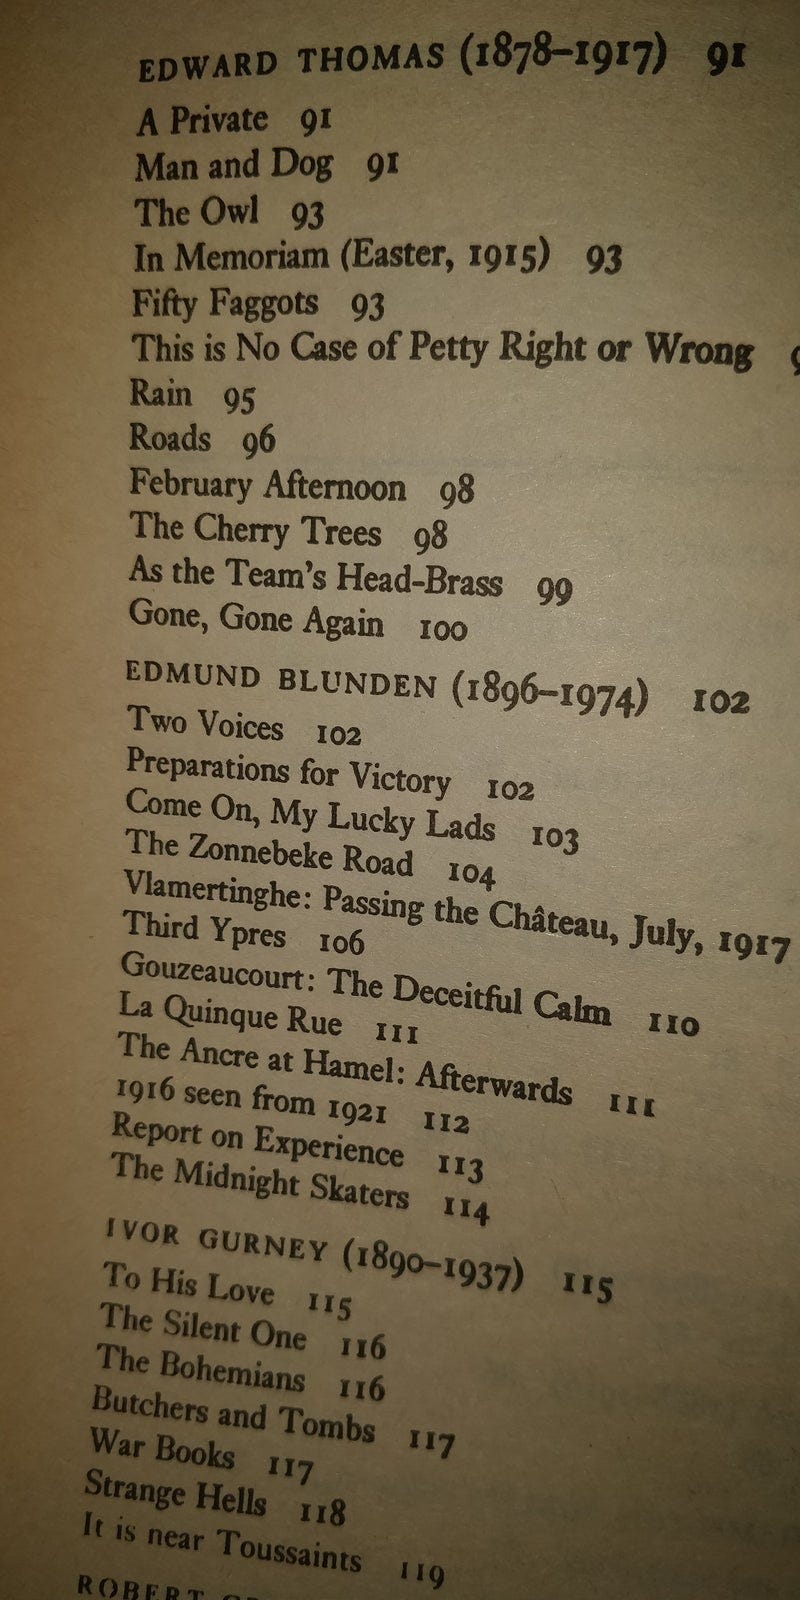 EDWARD THOMAS (1878–1917) 91
A Private 91
Man and Dog 91
The Owl 93
In Memoriam (Easter, 1915) 93
Fifty Faggots 93
This is No Case of Petty Right or Wrong
Rain 95
Roads 96
February Afternoon 98
The Cherry Trees 98
As the Team's Head-Brass 99
Gone, Gone Again 100
EDMUND BLUNDEN (1896–1974) 102
Two Voices 102
Preparations for Victory 102
Come On, My Lucky Lads 103
The Zonnebeke Road 104
Vlamertinghe: Passing the Château, July, 1917
Third Ypres 106
Gouzeaucourt: The Deceitful Calm 110
La Quinque Rue 111
The Ancre at Hamel: Afterwards 111
1916 seen from 1921 112
Report on Experience 113
The Midnight Skaters 114
IVOR GURNEY (1890–1937) 115
To His Love 115
The Silent One 116
The Bohemians 116
Butchers and Tombs 117
War Books 117
Strange Hells 118
It is near Toussaints 119
ROBERT